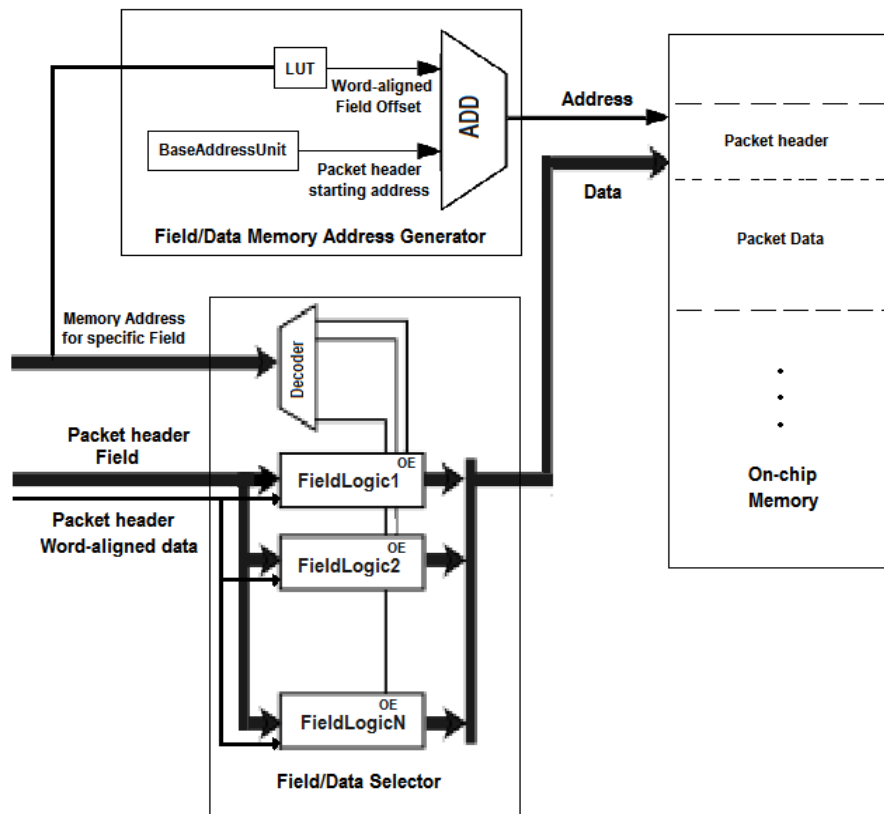 LUT
Word-aligned
Field Offset
BaseAddressUnit
Packet header
starting address
ADD
Field/Data Memory Address Generator
Address
Data
Packet header
Packet Data
On-chip
Memory
Memory Address
for specific Field
Decoder
Packet header
Field
Packet header
Word-aligned data
OE
FieldLogic1
OE
FieldLogic2
OE
FieldLogicN
Field/Data Selector